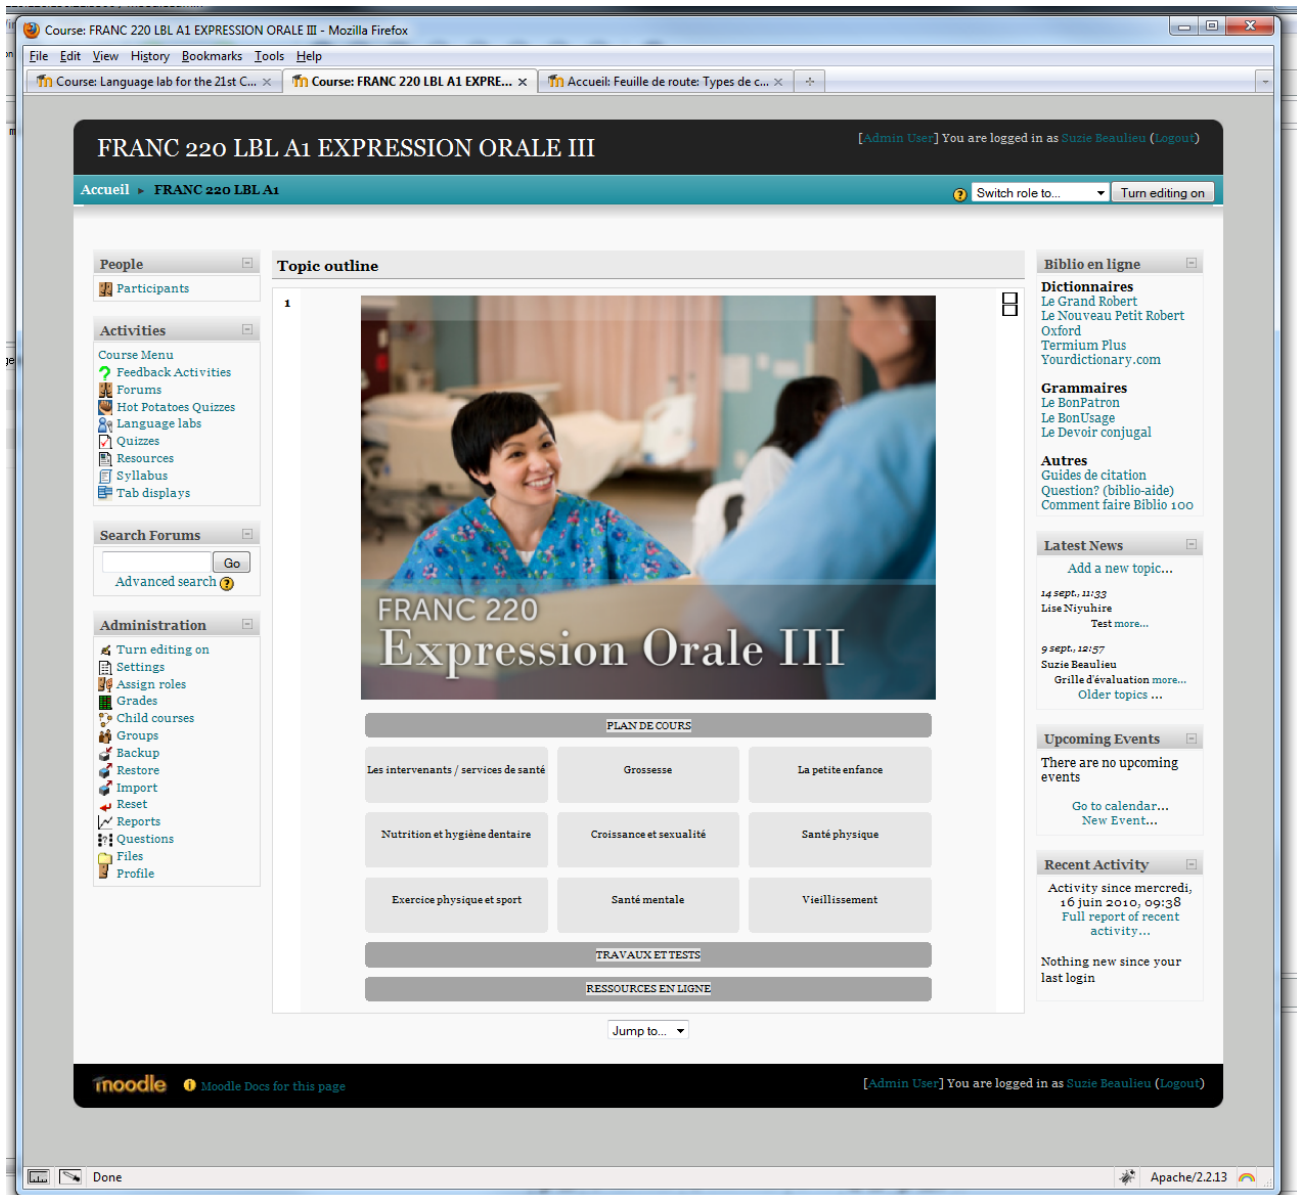 Course: FRANC 220 LBL A1 EXPRESSION ORALE III - Mozilla Firefox
File Edit View History Bookmarks Tools Help
Course: Language lab for the 21st C...
Course: FRANC 220 LBL A1 EXPRE...
Accueil: Feuille de route: Types de c...
FRANC 220 LBL A1 EXPRESSION ORALE III
[Admin User] You are logged in as Suzie Beaulieu (Logout)
Accueil ► FRANC 220 LBL A1
Switch role to...
Turn editing on
People
Participants
Activities
Course Menu
Feedback Activities
Forums
Hot Potatoes Quizzes
Language labs
Quizzes
Resources
Syllabus
Tab displays
Search Forums
Go
Advanced search
Administration
Turn editing on
Settings
Assign roles
Grades
Child courses
Groups
Backup
Restore
Import
Reset
Reports
Questions
Files
Profile
Topic outline
1
FRANC 220
Expression Orale III
PLAN DE COURS
Les intervenants / services de santé
Grossesse
La petite enfance
Nutrition et hygiène dentaire
Croissance et sexualité
Santé physique
Exercice physique et sport
Santé mentale
Vieillissement
TRAVAUX ET TESTS
RESSOURCES EN LIGNE
Jump to...
Biblio en ligne
Dictionnaires
Le Grand Robert
Le Nouveau Petit Robert
Oxford
Termium Plus
Yourdictionary.com
Grammaires
Le BonPatron
Le BonUsage
Le Devoir conjugal
Autres
Guides de citation
Question? (biblio-aide)
Comment faire Biblio 100
Latest News
Add a new topic...
14 sept., 11:33
Lise Niyuhire
Test more...
9 sept., 12:57
Suzie Beaulieu
Grille d'évaluation more...
Older topics ...
Upcoming Events
There are no upcoming
events
Go to calendar...
New Event...
Recent Activity
Activity since mercredi,
16 juin 2010, 09:38
Full report of recent
activity...
Nothing new since your
last login
moodle
Moodle Docs for this page
[Admin User] You are logged in as Suzie Beaulieu (Logout)
Done
Apache/2.2.13